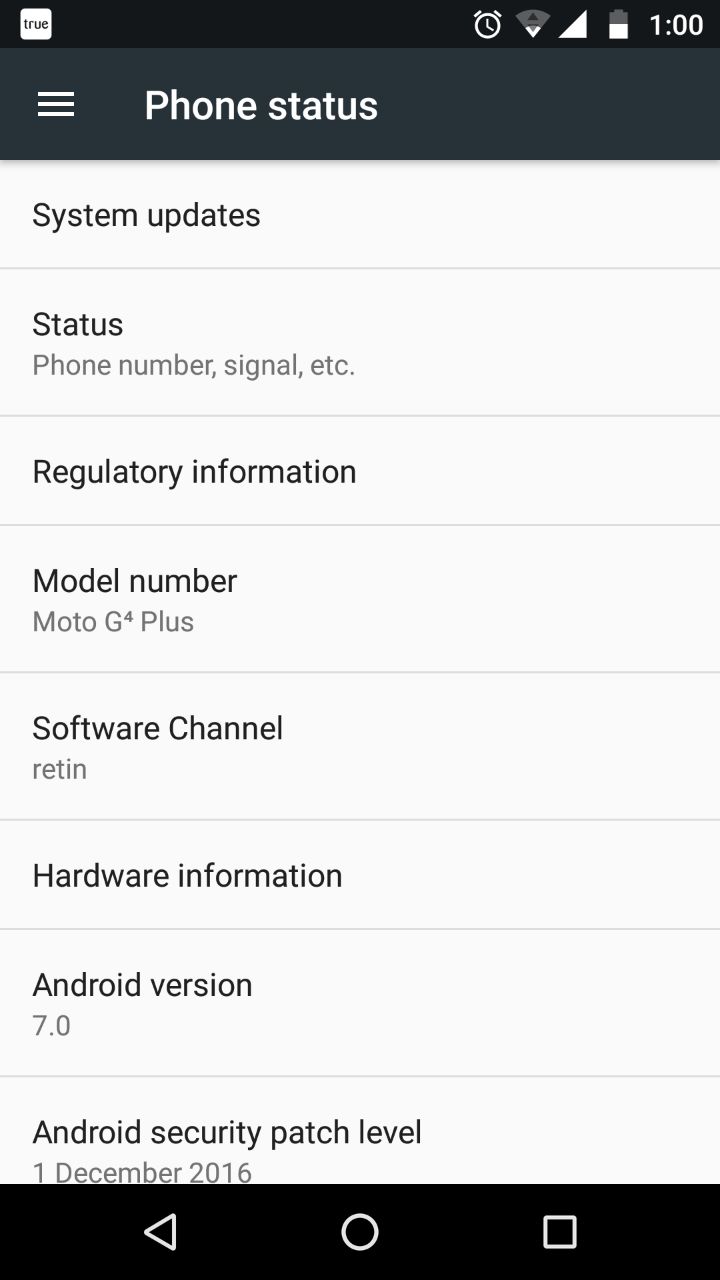 true
1:00
Phone status
System updates
Status
Phone number, signal, etc.
Regulatory information
Model number
Moto G⁴ Plus
Software Channel
retin
Hardware information
Android version
7.0
Android security patch level
1 December 2016